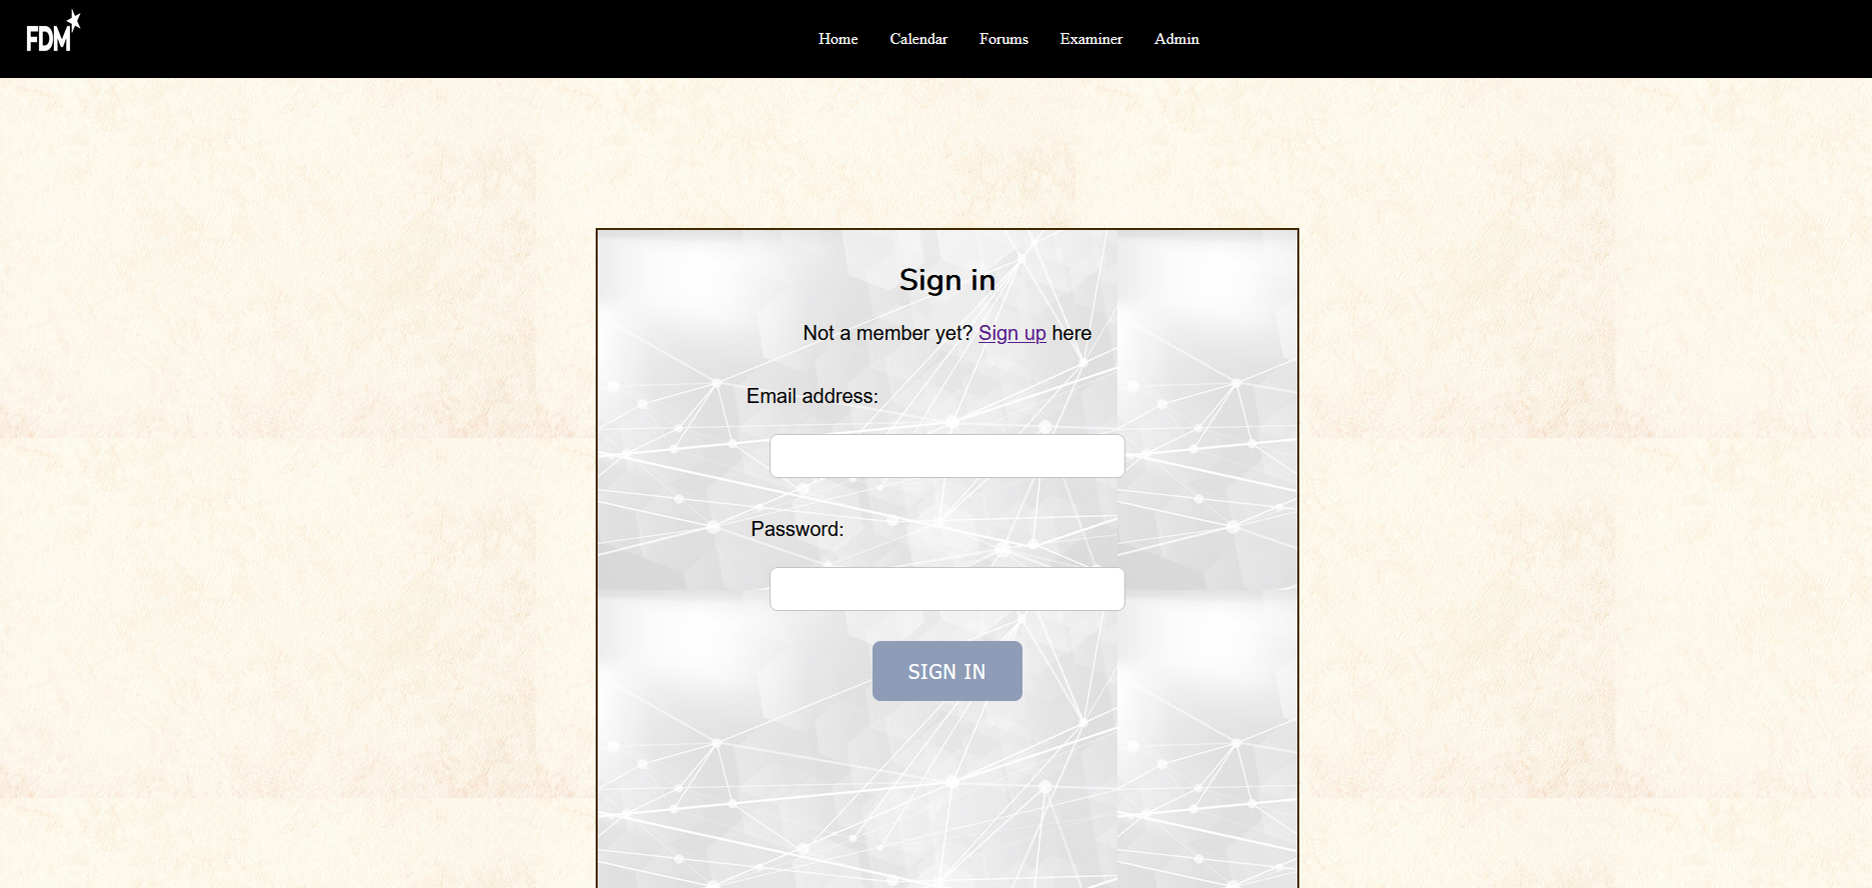 FDM
Home Calendar Forums Examiner Admin
Sign in
Not a member yet? Sign up here
Email address:
Password:
SIGN IN